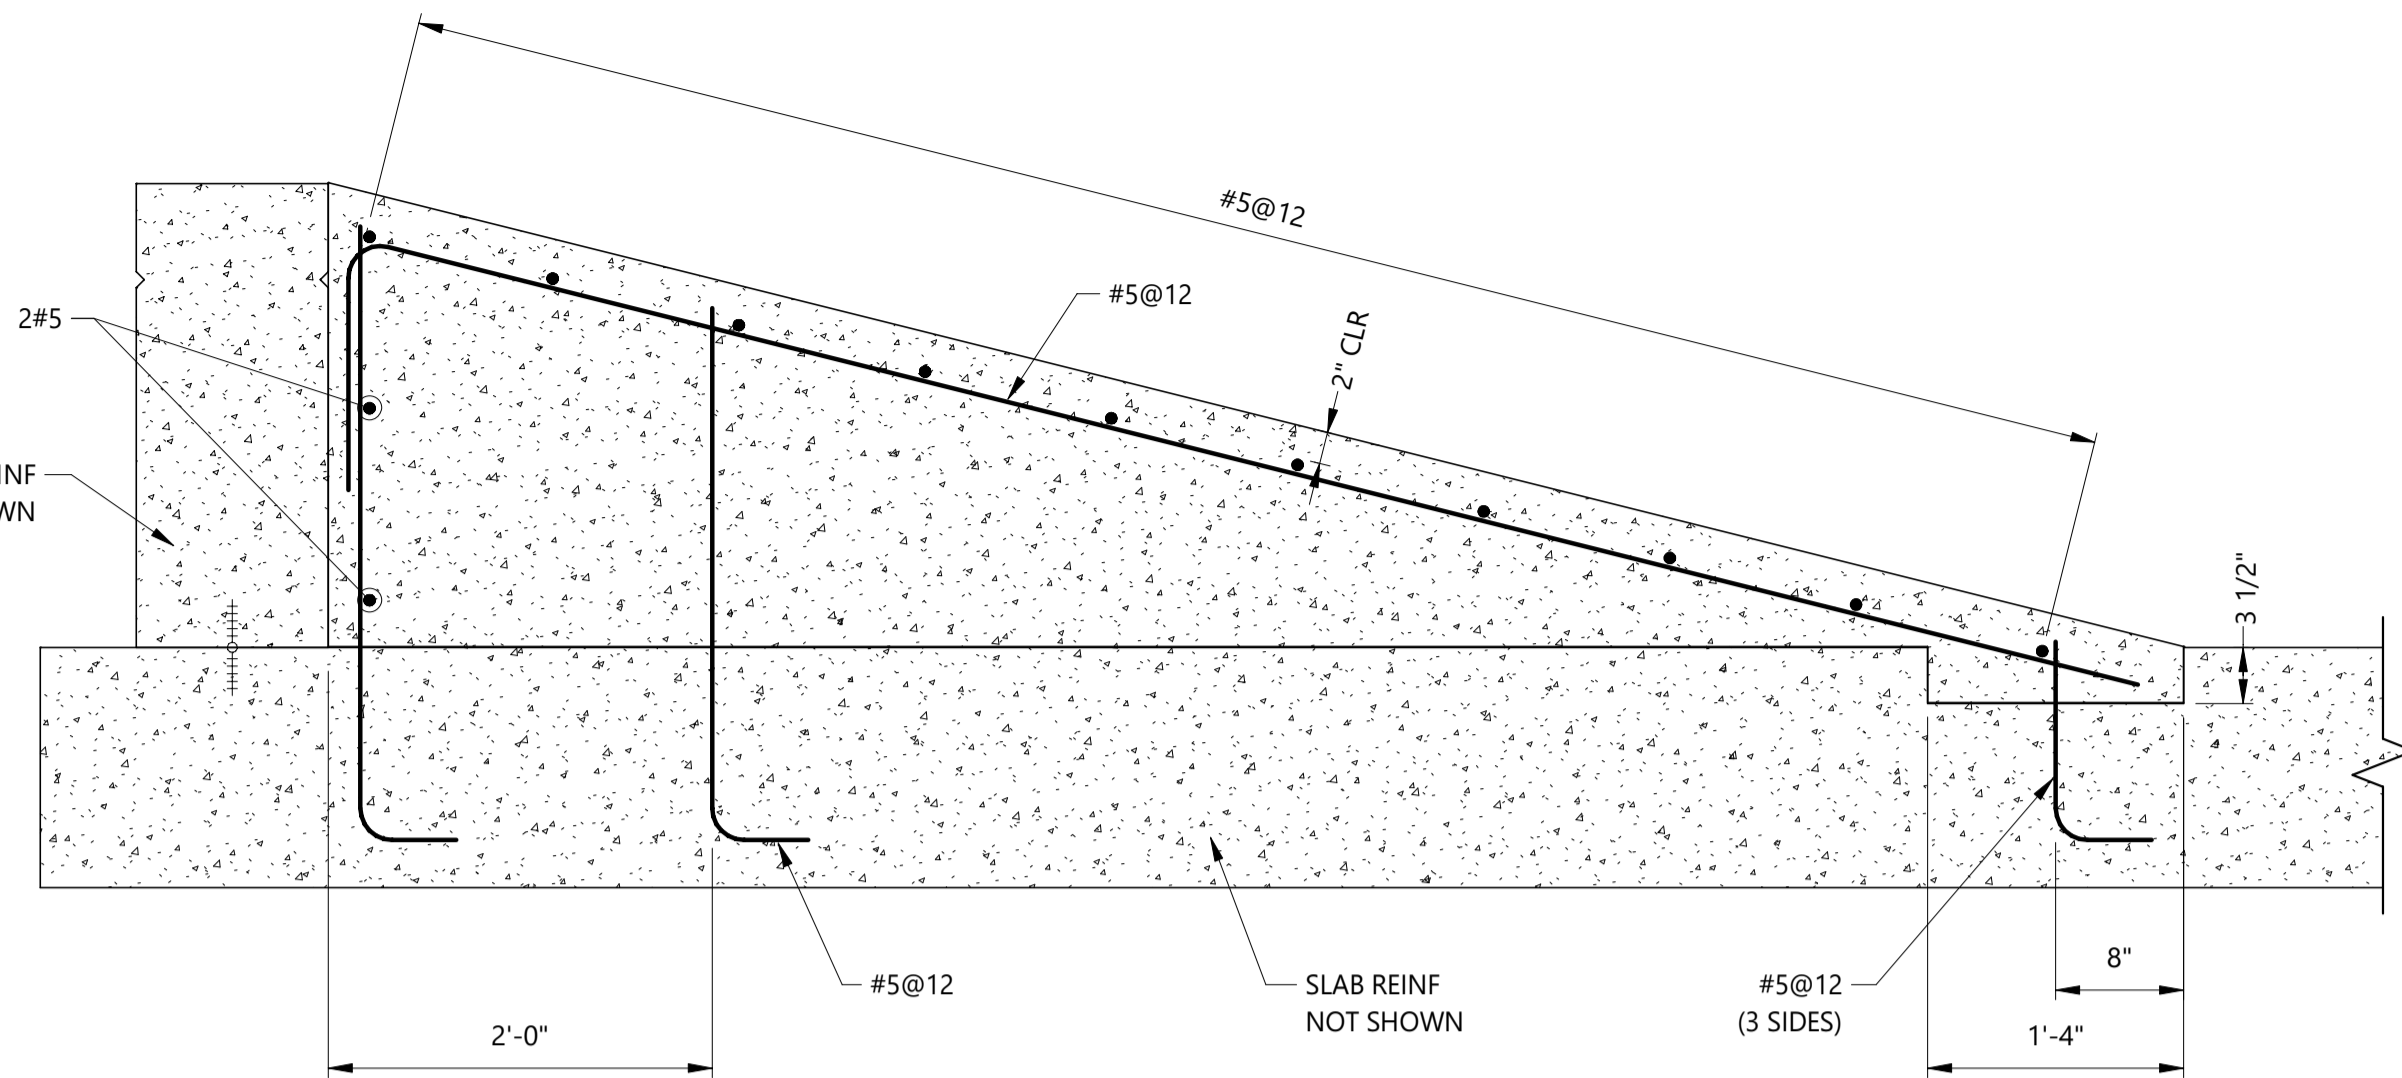 #5@12
#5@12
2" CLR
2#5
INF
WN
3 1/2"
#5@12
SLAB REINF
NOT SHOWN
#5@12
(3 SIDES)
8"
2'-0"
1'-4"